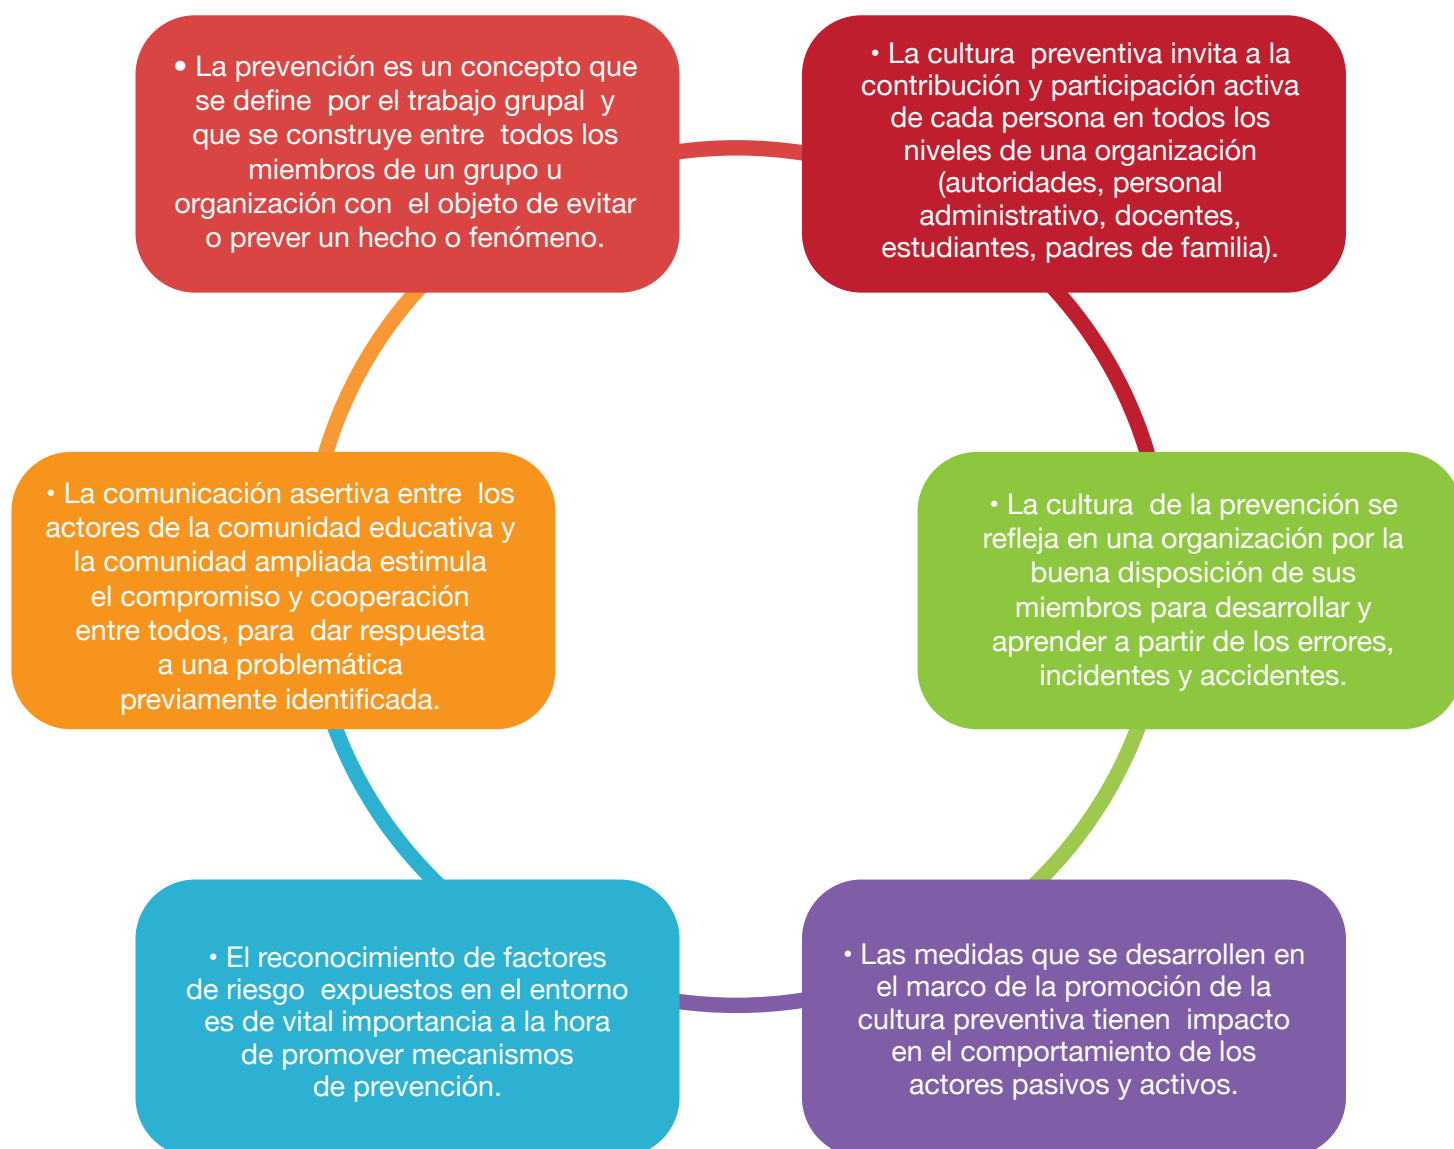 • La prevención es un concepto que
se define por el trabajo grupal y
que se construye entre todos los
miembros de un grupo u
organización con el objeto de evitar
o prever un hecho o fenómeno.
• La cultura preventiva invita a la
contribución y participación activa
de cada persona en todos los
niveles de una organización
(autoridades, personal
administrativo, docentes,
estudiantes, padres de familia).
• La cultura de la prevención se
refleja en una organización por la
buena disposición de sus
miembros para desarrollar y
aprender a partir de los errores,
incidentes y accidentes.
• Las medidas que se desarrollen en
el marco de la promoción de la
cultura preventiva tienen impacto
en el comportamiento de los
actores pasivos y activos.
• El reconocimiento de factores
de riesgo expuestos en el entorno
es de vital importancia a la hora
de promover mecanismos
de prevención.
• La comunicación asertiva entre los
actores de la comunidad educativa y
la comunidad ampliada estimula
el compromiso y cooperación
entre todos, para dar respuesta
a una problemática
previamente identificada.